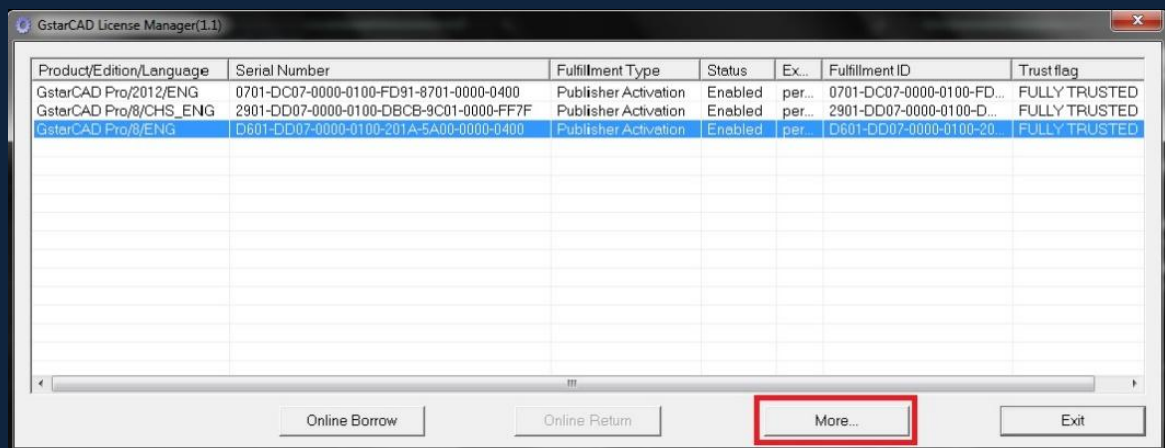 GstarCAD License Manager(1.1)
Product/Edition/Language Serial Number Fulfillment Type Status Ex... Fulfillment ID Trust flag
GstarCAD Pro/2012/ENG 0701-DC07-0000-0100-FD91-8701-0000-0400 Publisher Activation Enabled per... 0701-DC07-0000-0100-FD... FULLY TRUSTED
GstarCAD Pro/8/CHS_ENG 2901-DD07-0000-0100-DBCB-9C01-0000-FF7F Publisher Activation Enabled per... 2901-DD07-0000-0100-D... FULLY TRUSTED
GstarCAD Pro/8/ENG D601-DD07-0000-0100-201A-5A00-0000-0400 Publisher Activation Enabled per... D601-DD07-0000-0100-20... FULLY TRUSTED
Online Borrow Online Return More... Exit